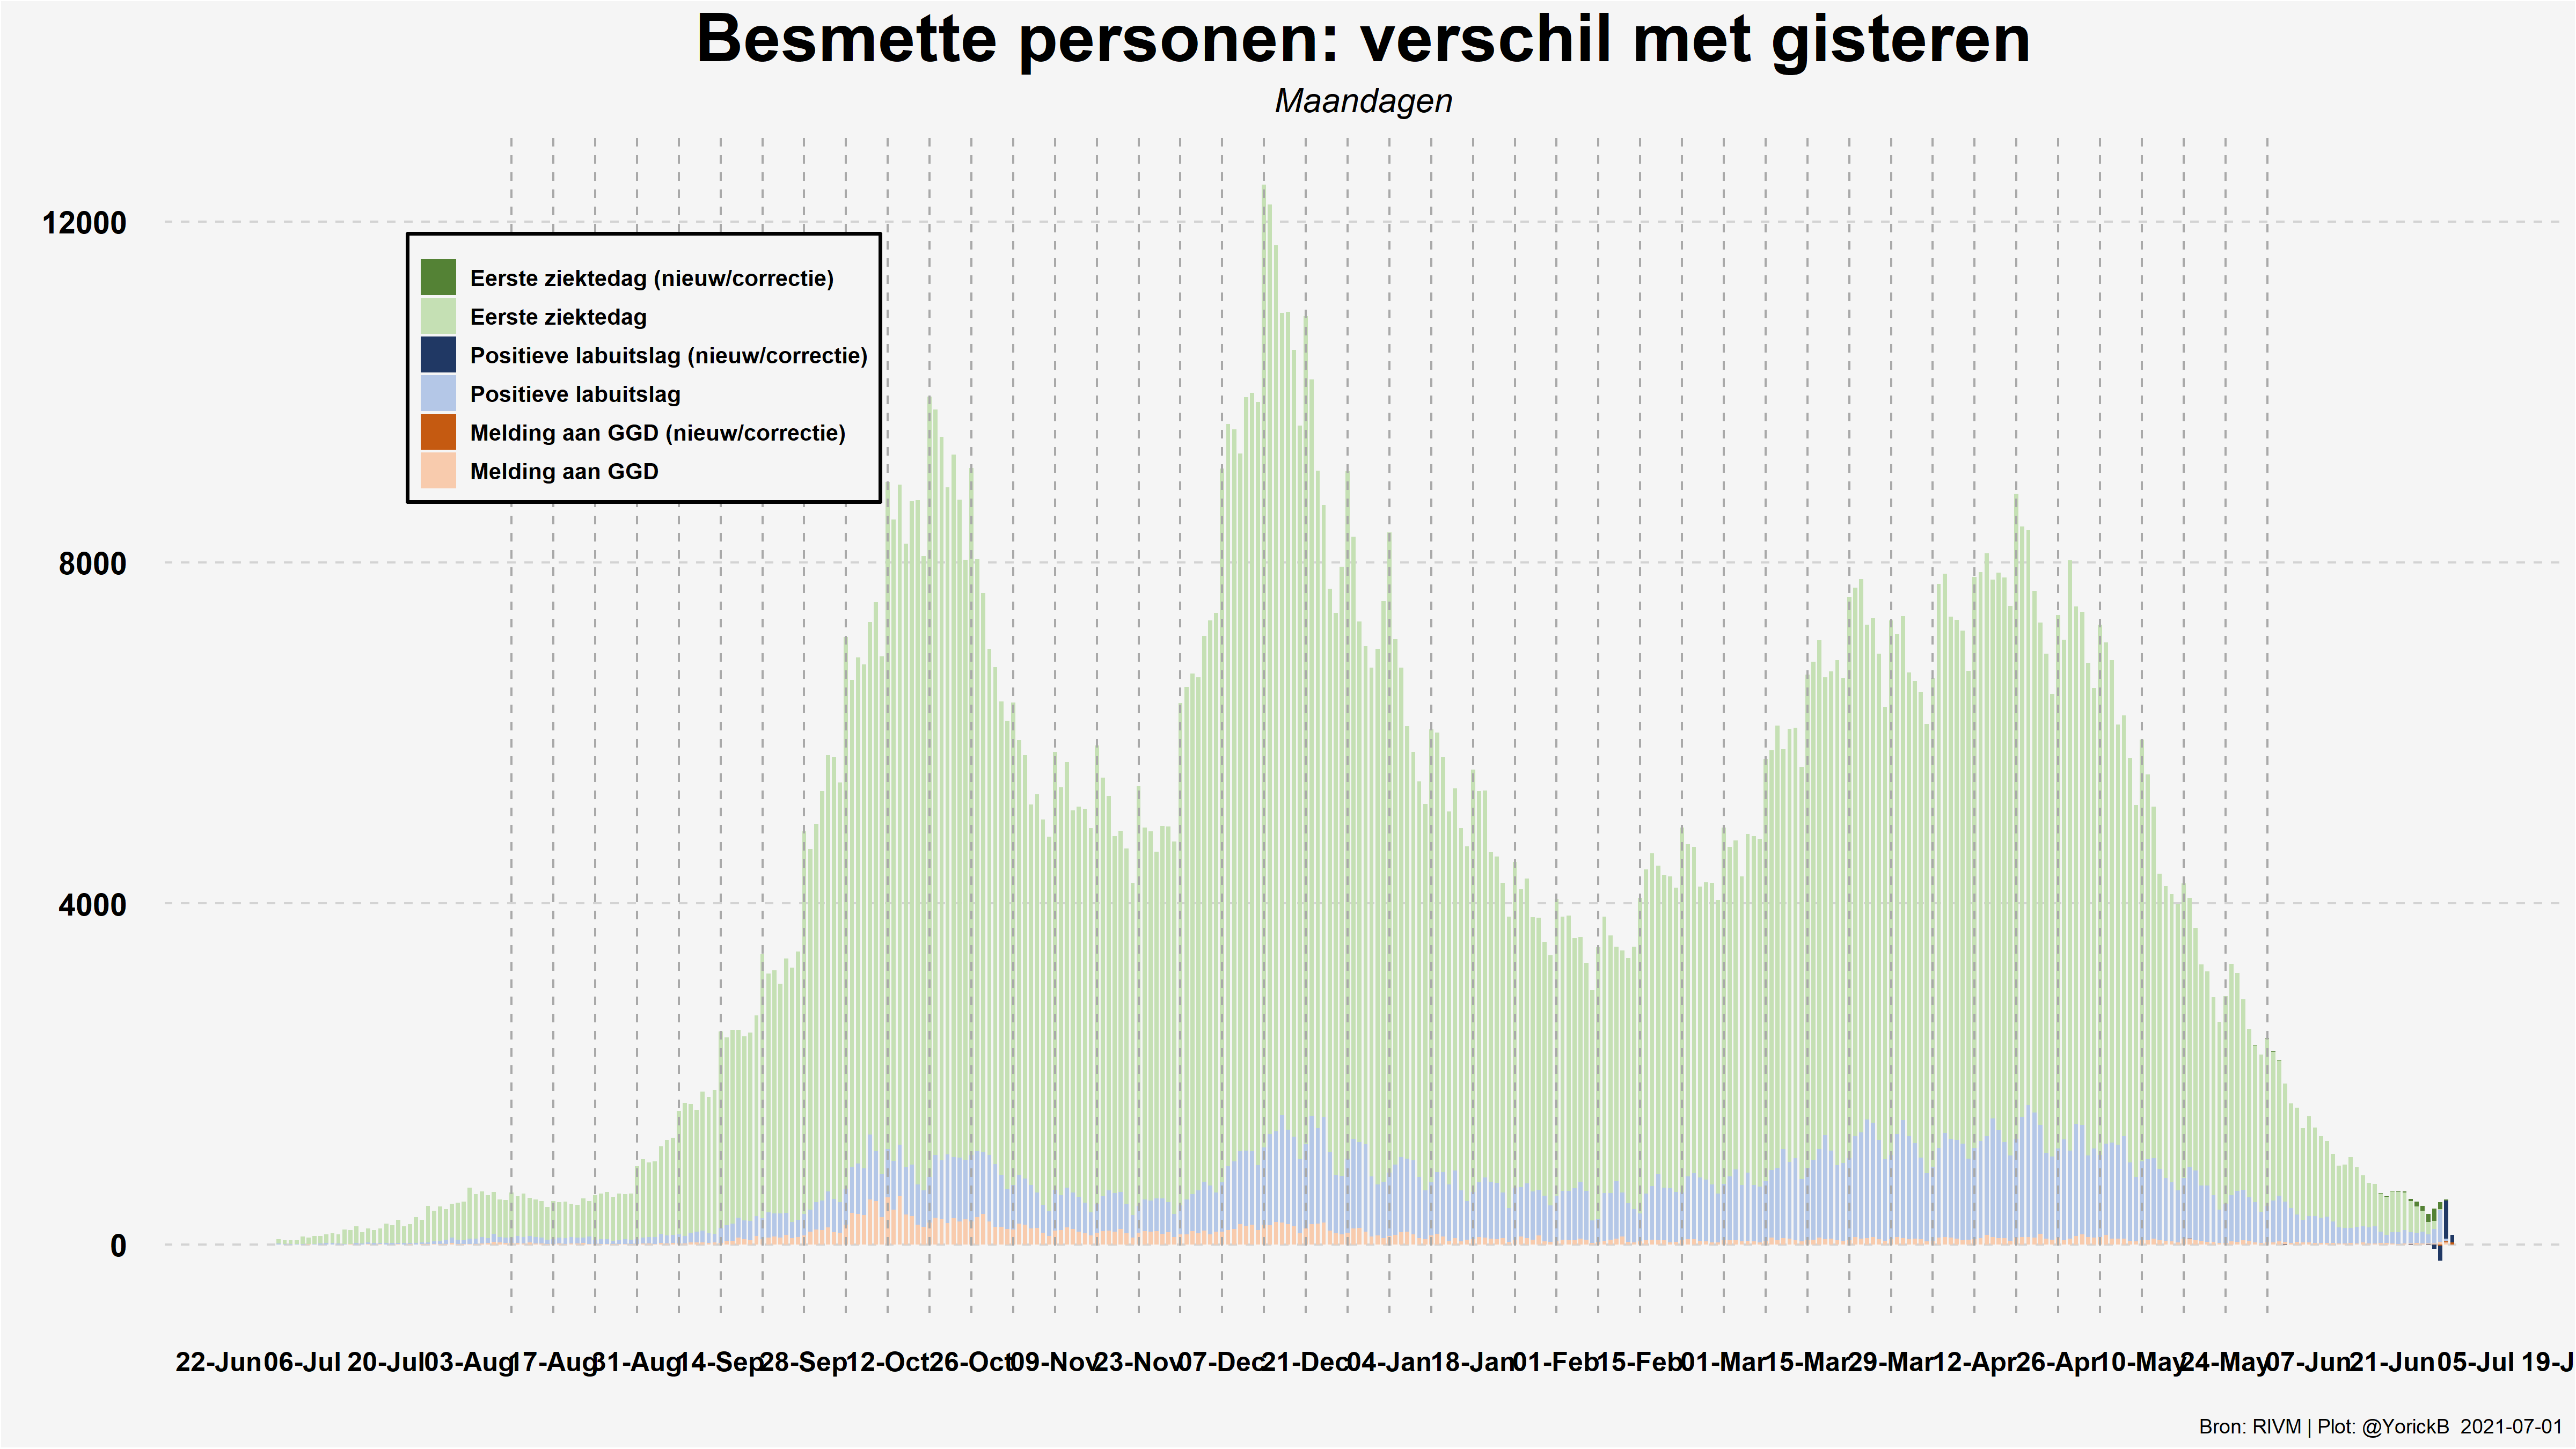 Besmette personen: verschil met gisteren
Maandagen
12000
8000
4000
0
Eerste ziektedag (nieuw/correctie)
Eerste ziektedag
Positieve labuitslag (nieuw/correctie)
Positieve labuitslag
Melding aan GGD (nieuw/correctie)
Melding aan GGD
22-Jun 06-Jul 20-Jul 03-Aug 17-Aug 31-Aug 14-Sep 28-Sep 12-Oct 26-Oct 09-Nov 23-Nov 07-Dec 21-Dec 04-Jan 18-Jan 01-Feb 15-Feb 01-Mar 15-Mar 29-Mar 12-Apr 26-Apr 10-May 24-May 07-Jun 21-Jun 05-Jul 19-J
Bron: RIVM | Plot: @YorickB 2021-07-01